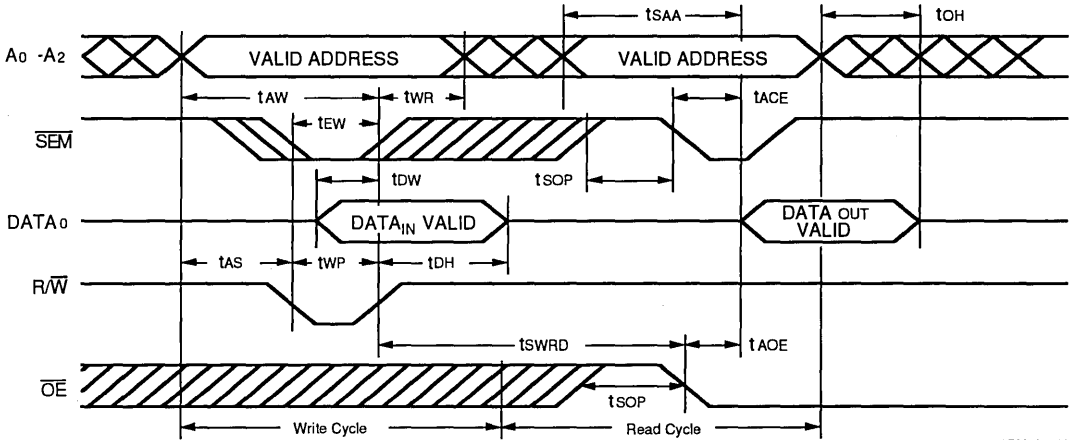 tSAA
tOH
A0 -A2
VALID ADDRESS
VALID ADDRESS
tAW
tWR
tACE
SEM
tEW
tDW
tSOP
DATA0
DATAIN VALID
DATA OUT
VALID
tAS
tWP
tDH
R/W
tSWRD
tAOE
OE
tSOP
Write Cycle
Read Cycle